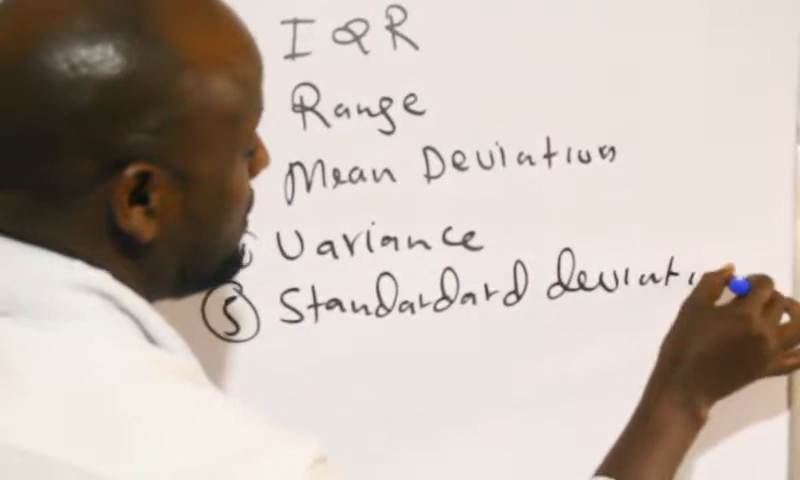 IQR
Range
Mean Deviation
Variance
5 Standardard deviati